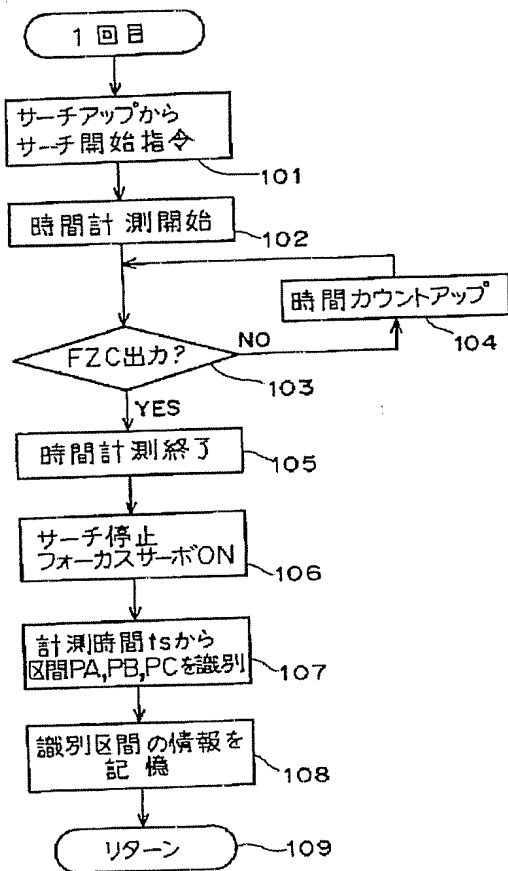 1回目
サーチアップから
サーチ開始指令
101
時間計測開始
102
時間カウントアップ
104
FZC出力?
NO
103
YES
時間計測終了
105
サーチ停止
フォーカスサーボON
106
計測時間tsから
区間PA,PB,PCを識別
107
識別区間の情報を
記憶
108
リターン
109